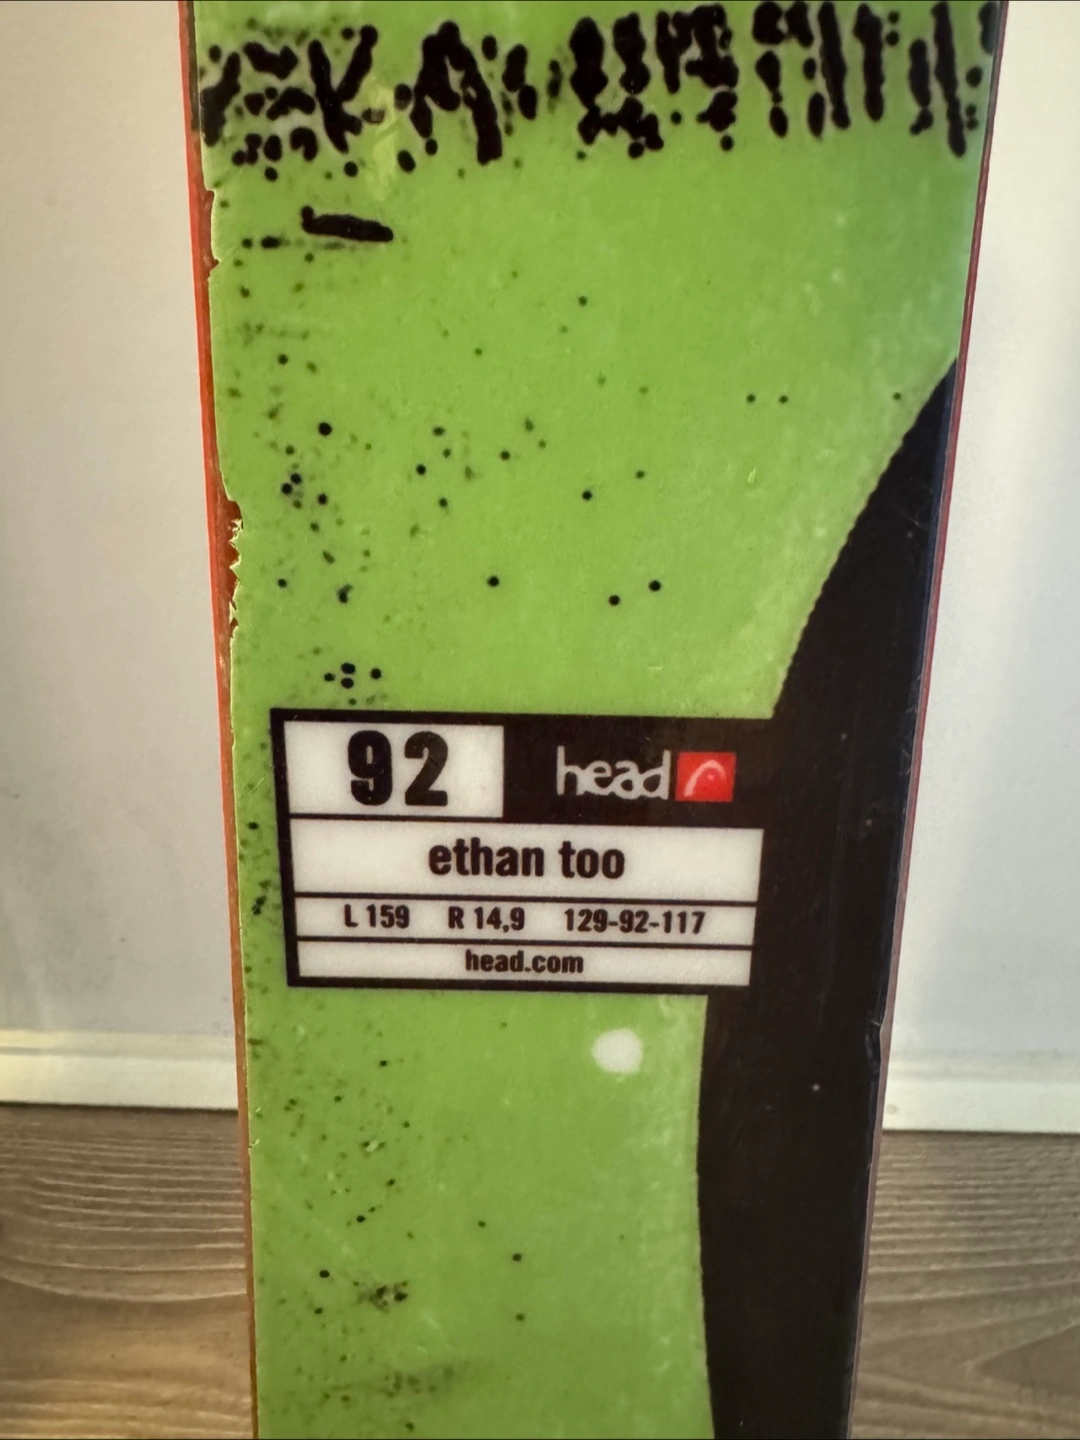 92
head
ethan too
L 159 R 14,9 129-92-117
head.com